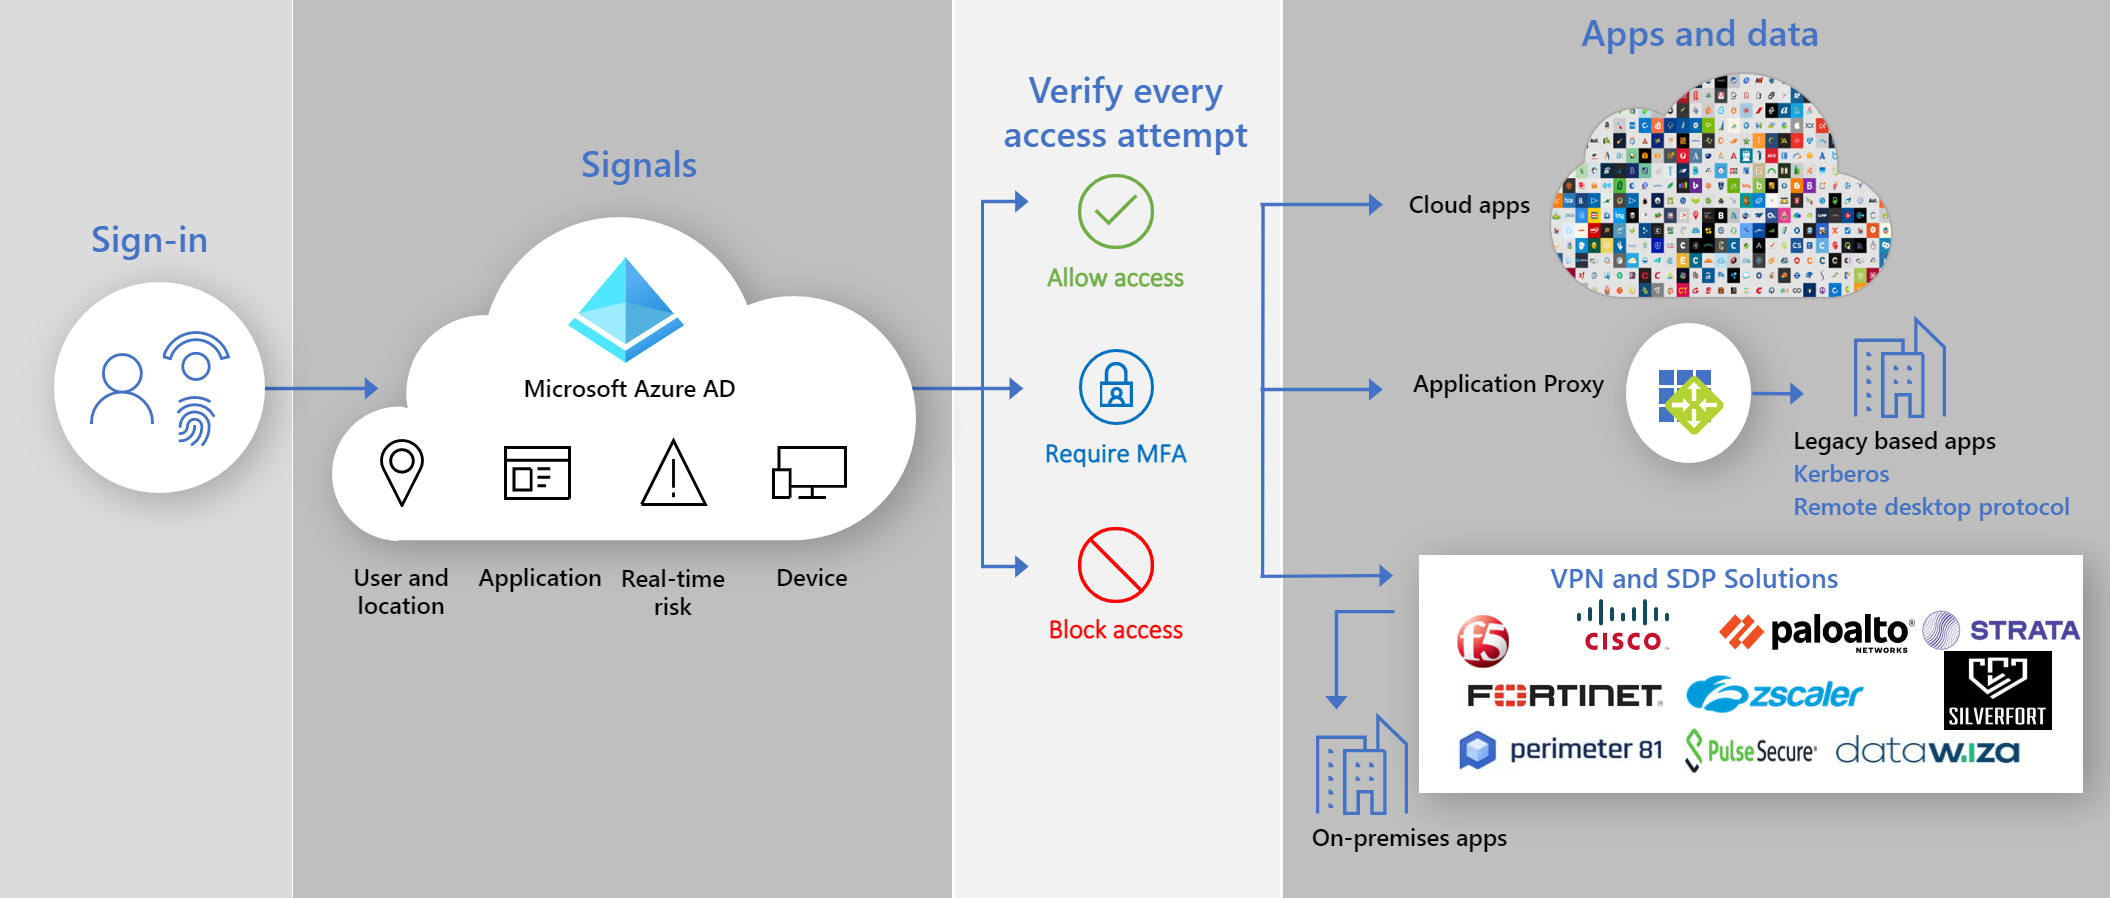 Sign-in
Signals
Microsoft Azure AD
User and
location
Application
Real-time
risk
Device
Verify every
access attempt
Allow access
Require MFA
Block access
Apps and data
Cloud apps
Application Proxy
Legacy based apps
Kerberos
Remote desktop protocol
VPN and SDP Solutions
f5
CISCO
paloalto®
NETWORKS
STRATA
FORTINET®
zscaler
SILVERFORT
perimeter 81
Pulse Secure®
datawiza
On-premises apps